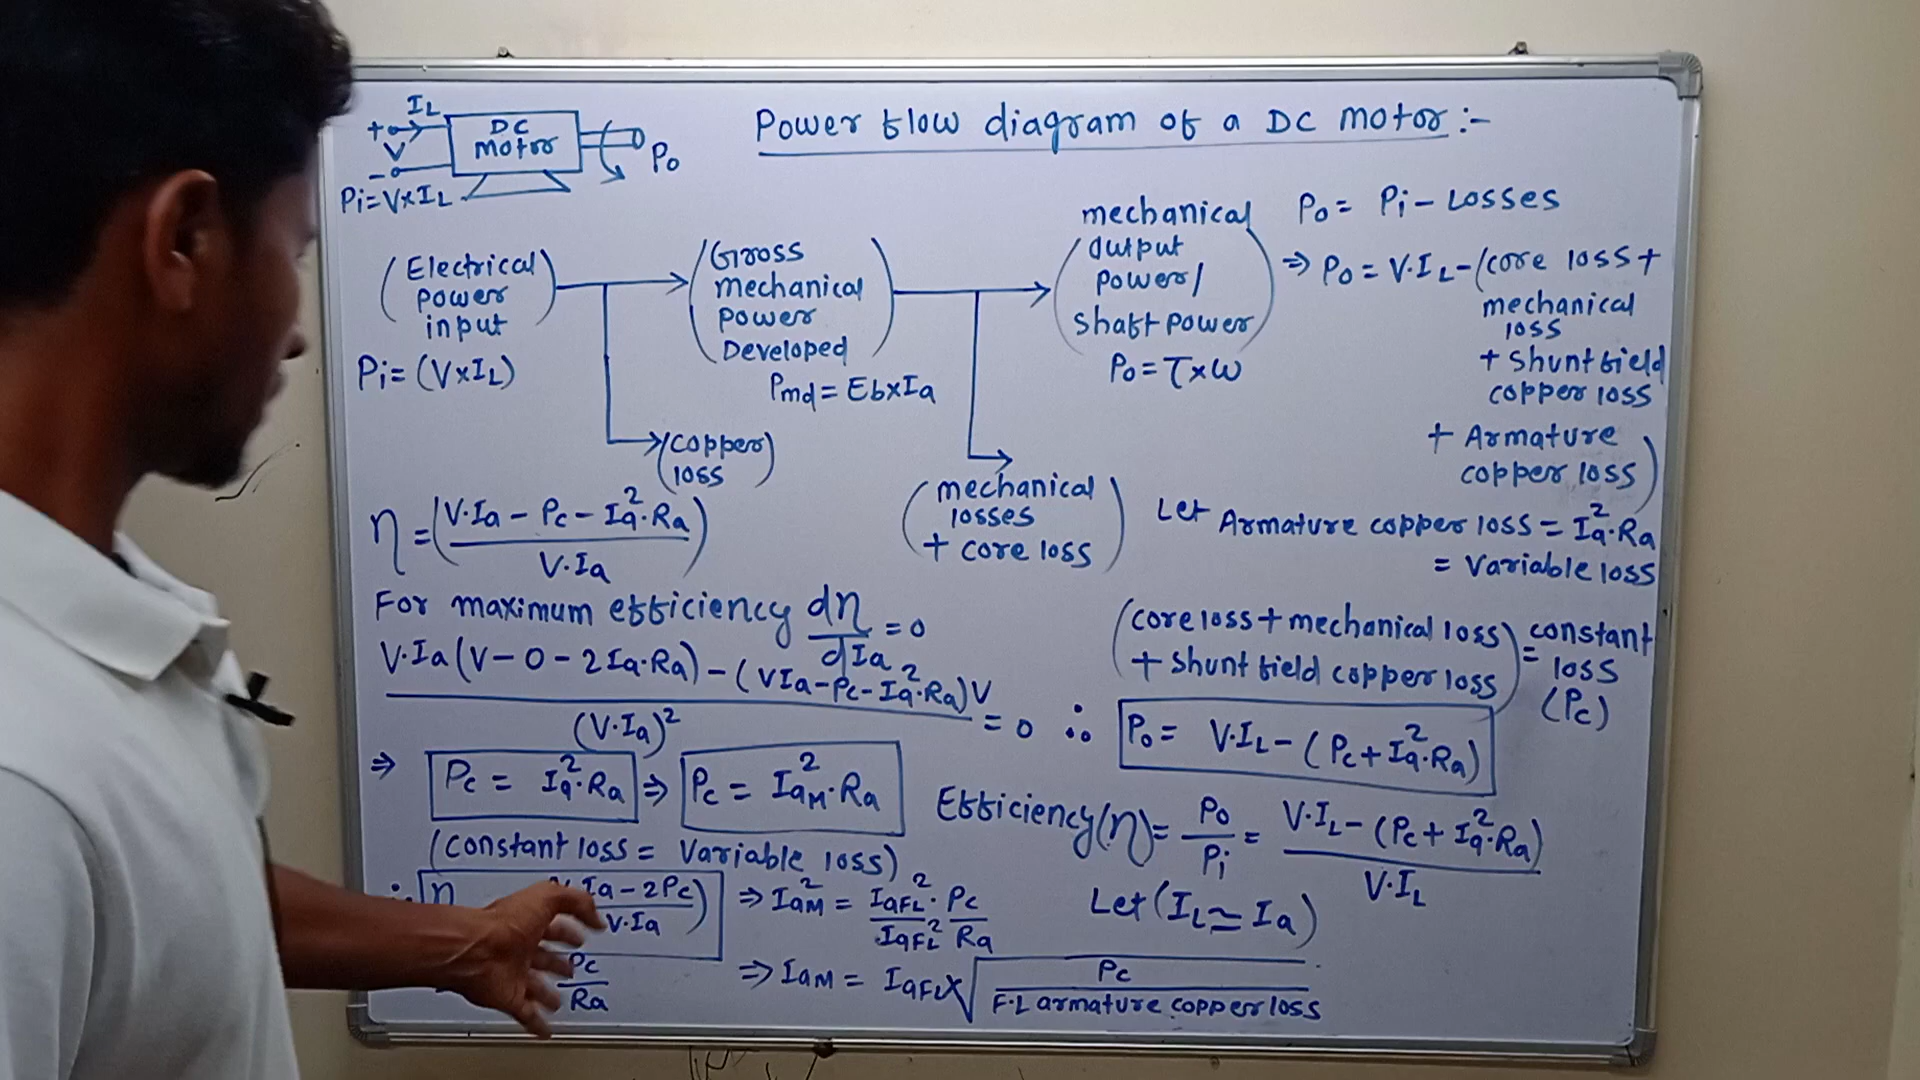 Power flow diagram of a DC motor :-
IL
+
V
-
DC
motor
Po
Pi = V×IL
(Electrical
power
input)
Pi = (V×IL)
(Gross
mechanical
power
Developed)
Pmd = Eb×Ia
mechanical
(output
power/
shaft power)
Po = T×ω
(copper
loss)
(mechanical
losses
+ core loss)
Po = Pi - Losses
⇒ Po = V·IL - (core loss +
mechanical
loss
+ shunt field
copper loss
+ Armature
copper loss)
Let Armature copper loss = Ia²·Ra
= variable loss
(core loss + mechanical loss
+ shunt field copper loss) = constant
loss
(Pc)
∴ Po = V·IL - (Pc + Ia²·Ra)
Efficiency(η) = Po/Pi = V·IL - (Pc + Ia²·Ra) / V·IL
Let (IL ≃ Ia)
η = (V·Ia - Pc - Ia²·Ra / V·Ia)
For maximum efficiency dη/dIa = 0
V·Ia (V - 0 - 2Ia·Ra) - (VIa - Pc - Ia²·Ra)V / (V·Ia)² = 0
⇒ Pc = Ia²·Ra ⇒ Pc = IaM²·Ra
(constant loss = variable loss)
∴ η Ia - 2Pc / V·Ia)
Pc / Ra
⇒ IaM² = IaFL²/IaFL² · Pc/Ra
⇒ IaM = IaFL × √(Pc / F·L armature copper loss)